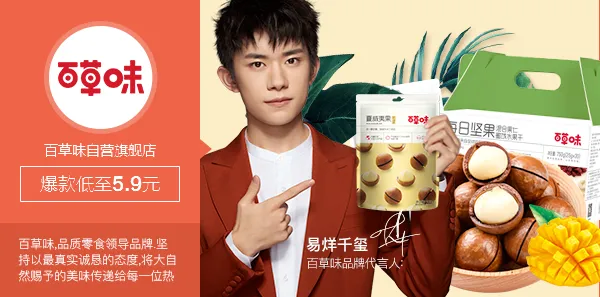 百草味
百草味自营旗舰店
爆款低至5.9元
百草味,品质零食领导品牌.坚
持以最真实诚恳的态度,将大自
然赐予的美味传递给每一位热
夏威夷果
百草味
易烊千玺
百草味品牌代言人
每日坚果
混合果仁
百草味